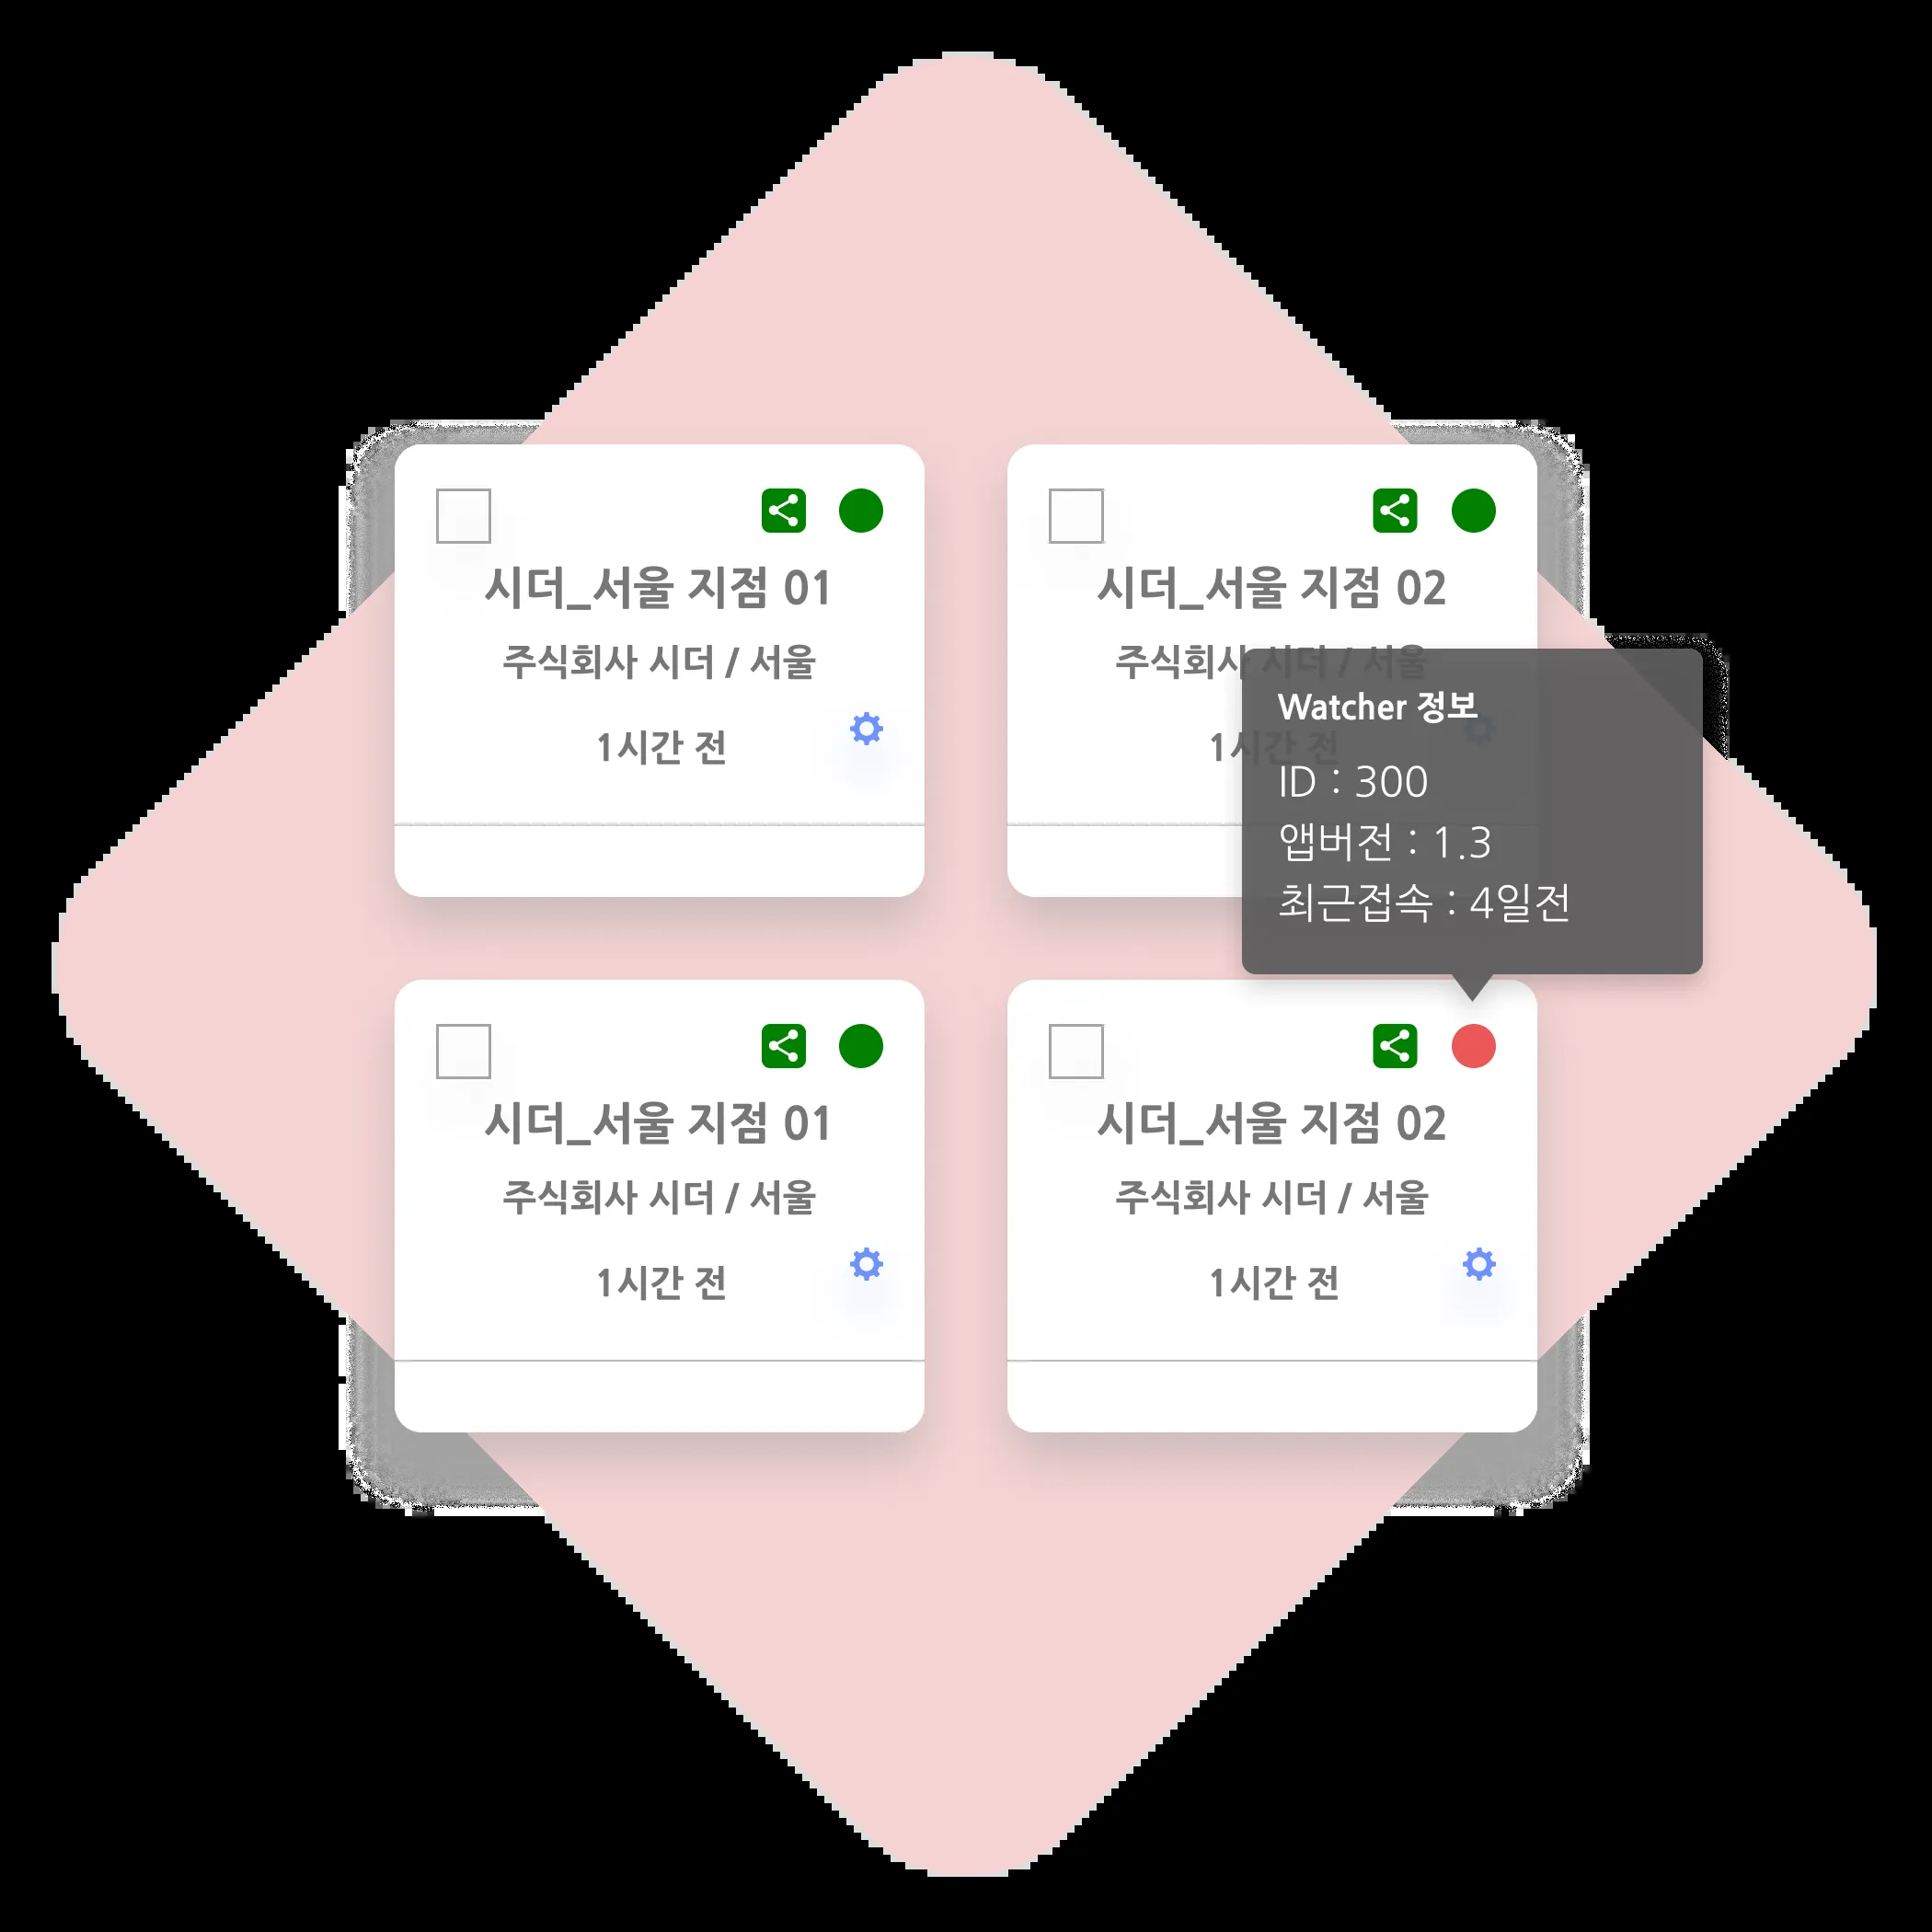 시더_서울 지점 01
주식회사 시더 / 서울
1시간 전
시더_서울 지점 02
주식회사 시더 / 서울
1시간 전
Watcher 정보
ID : 300
앱버전 : 1.3
최근접속 : 4일전
시더_서울 지점 01
주식회사 시더 / 서울
1시간 전
시더_서울 지점 02
주식회사 시더 / 서울
1시간 전